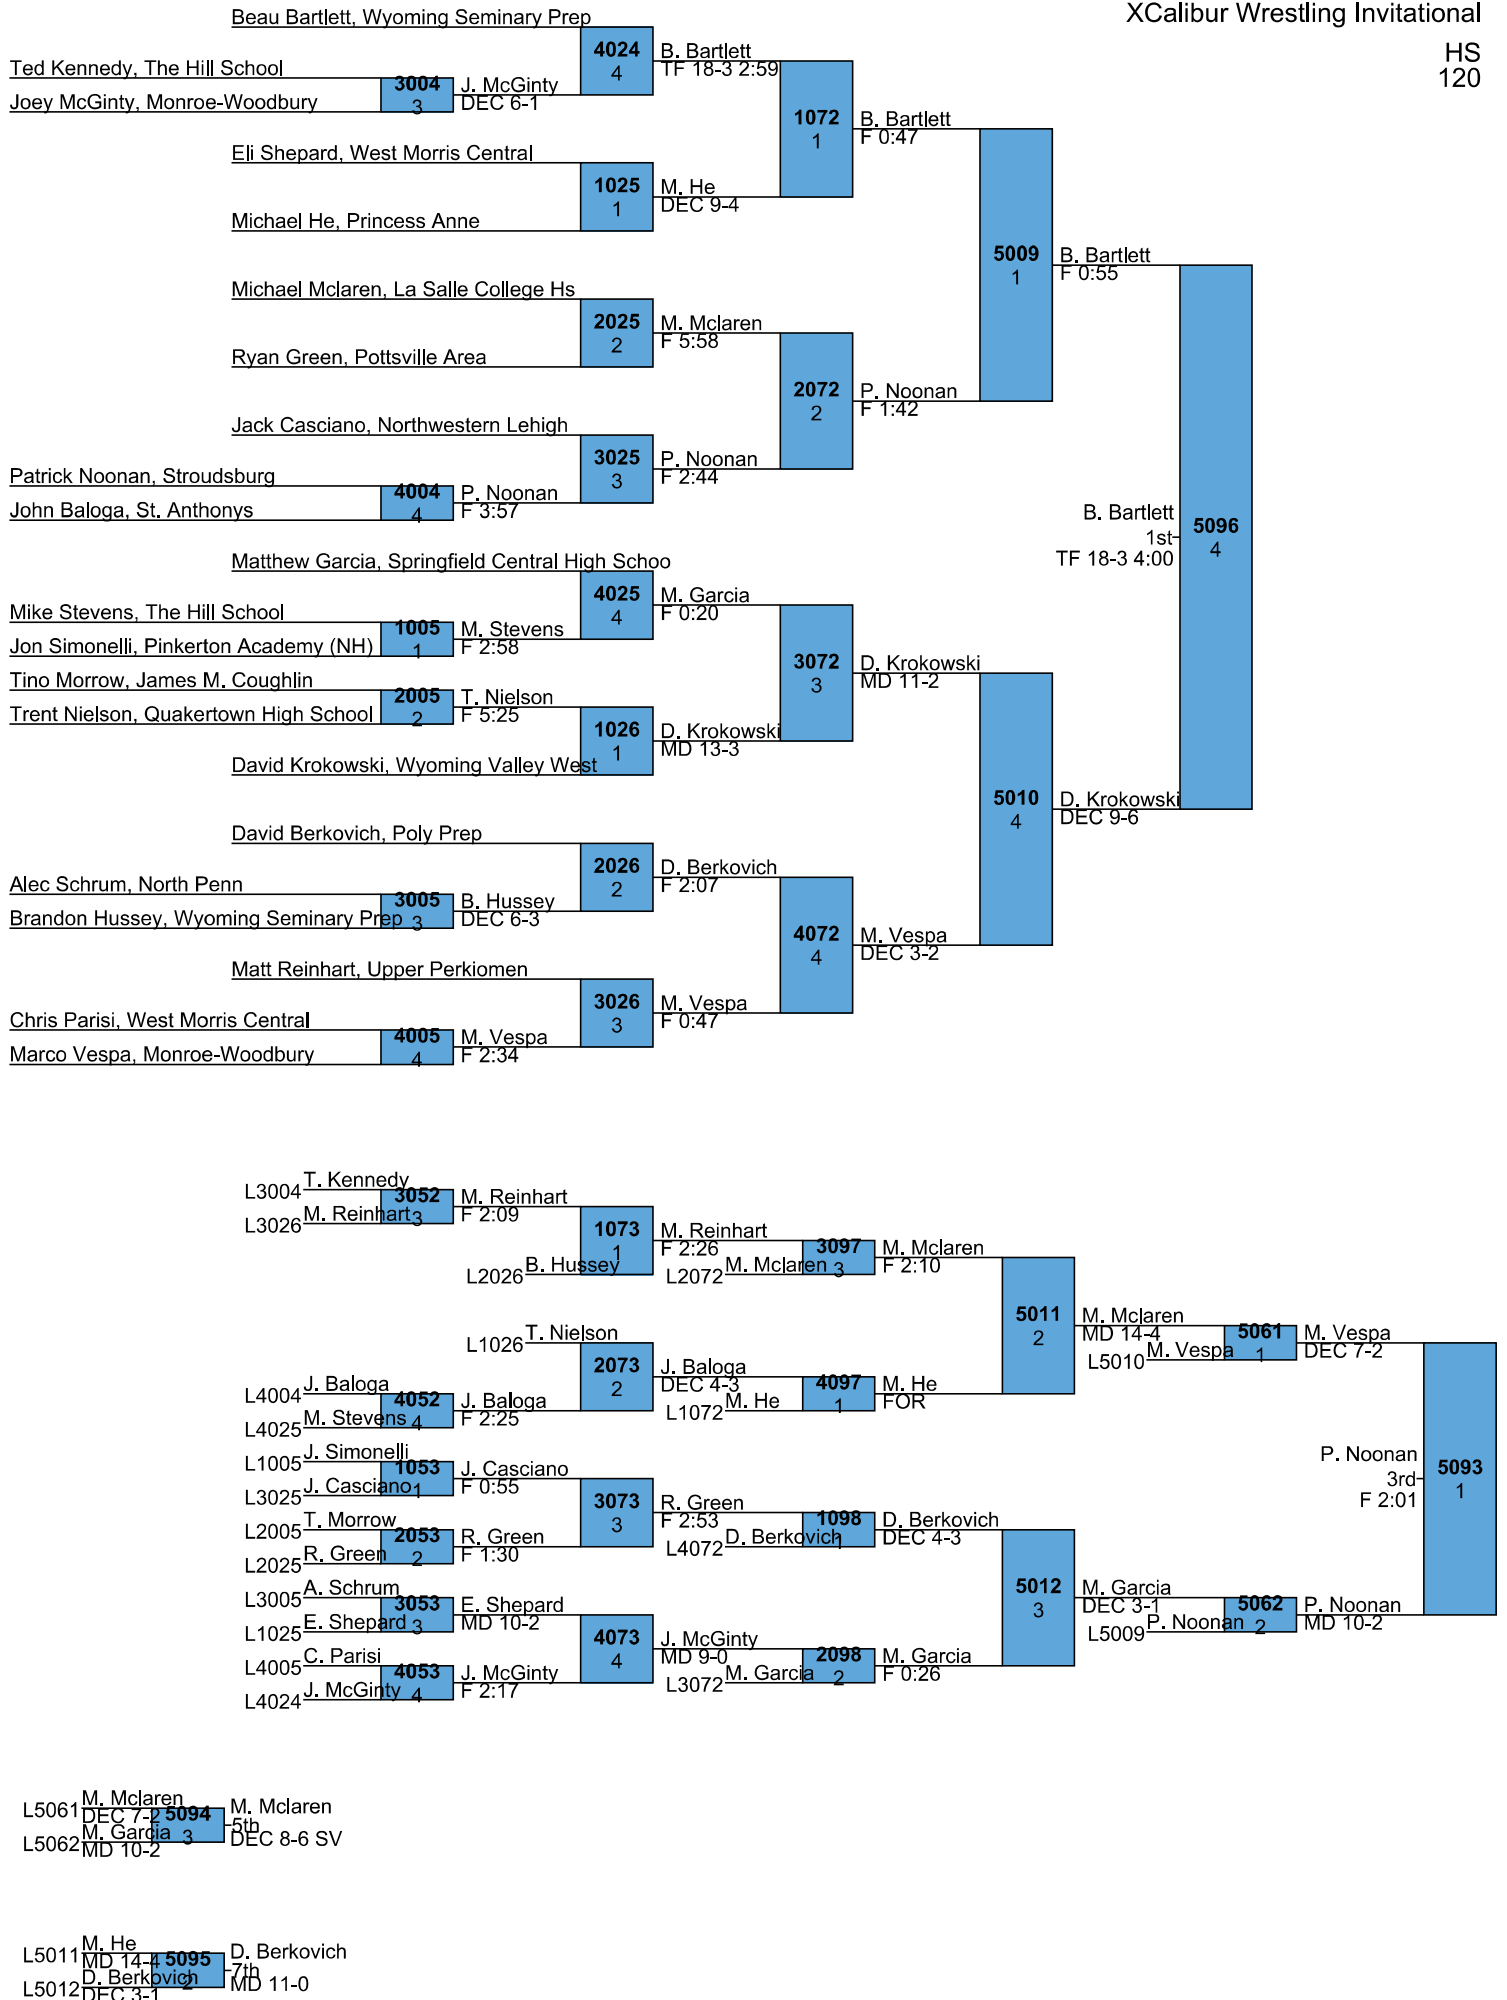 XCalibur Wrestling Invitational
HS
120
Beau Bartlett, Wyoming Seminary Prep
4024
4
B. Bartlett
TF 18-3 2:59
Ted Kennedy, The Hill School
Joey McGinty, Monroe-Woodbury
3004
3
J. McGinty
DEC 6-1
1072
1
B. Bartlett
F 0:47
Eli Shepard, West Morris Central
Michael He, Princess Anne
1025
1
M. He
DEC 9-4
5009
1
B. Bartlett
F 0:55
Michael Mclaren, La Salle College Hs
Ryan Green, Pottsville Area
2025
2
M. Mclaren
F 5:58
2072
2
P. Noonan
F 1:42
Jack Casciano, Northwestern Lehigh
3025
3
P. Noonan
F 2:44
Patrick Noonan, Stroudsburg
John Baloga, St. Anthonys
4004
4
P. Noonan
F 3:57
B. Bartlett
1st
TF 18-3 4:00
5096
4
Matthew Garcia, Springfield Central High Schoo
4025
4
M. Garcia
F 0:20
Mike Stevens, The Hill School
Jon Simonelli, Pinkerton Academy (NH)
1005
1
M. Stevens
F 2:58
3072
3
D. Krokowski
MD 11-2
Tino Morrow, James M. Coughlin
Trent Nielson, Quakertown High School
2005
2
T. Nielson
F 5:25
1026
1
D. Krokowski
MD 13-3
David Krokowski, Wyoming Valley West
5010
4
D. Krokowski
DEC 9-6
David Berkovich, Poly Prep
2026
2
D. Berkovich
F 2:07
Alec Schrum, North Penn
Brandon Hussey, Wyoming Seminary Prep
3005
3
B. Hussey
DEC 6-3
4072
4
M. Vespa
DEC 3-2
Matt Reinhart, Upper Perkiomen
3026
3
M. Vespa
F 0:47
Chris Parisi, West Morris Central
Marco Vespa, Monroe-Woodbury
4005
4
M. Vespa
F 2:34
L3004
T. Kennedy
L3026
M. Reinhart
3052
3
M. Reinhart
F 2:09
L2026
B. Hussey
1073
1
M. Reinhart
F 2:26
L2072
M. Mclaren
3097
3
M. Mclaren
F 2:10
5011
2
M. Mclaren
MD 14-4
L5010
M. Vespa
5061
1
M. Vespa
DEC 7-2
L1026
T. Nielson
2073
2
J. Baloga
DEC 4-3
L1072
M. He
4097
1
M. He
FOR
L4004
J. Baloga
L4025
M. Stevens
4052
4
J. Baloga
F 2:25
P. Noonan
3rd
F 2:01
5093
1
L1005
J. Simonelli
L3025
J. Casciano
1053
1
J. Casciano
F 0:55
3073
3
R. Green
F 2:53
L4072
D. Berkovich
1098
1
D. Berkovich
DEC 4-3
L2005
T. Morrow
L2025
R. Green
2053
2
R. Green
F 1:30
5012
3
M. Garcia
DEC 3-1
L5009
P. Noonan
5062
2
P. Noonan
MD 10-2
L3005
A. Schrum
L1025
E. Shepard
3053
3
E. Shepard
MD 10-2
4073
4
J. McGinty
MD 9-0
L3072
M. Garcia
2098
2
M. Garcia
F 0:26
L4005
C. Parisi
L4024
J. McGinty
4053
4
J. McGinty
F 2:17
L5061
M. Mclaren
DEC 7-2
L5062
M. Garcia
MD 10-2
5094
3
M. Mclaren
5th
DEC 8-6 SV
L5011
M. He
MD 14-4
L5012
D. Berkovich
DEC 3-1
5095
2
D. Berkovich
7th
MD 11-0